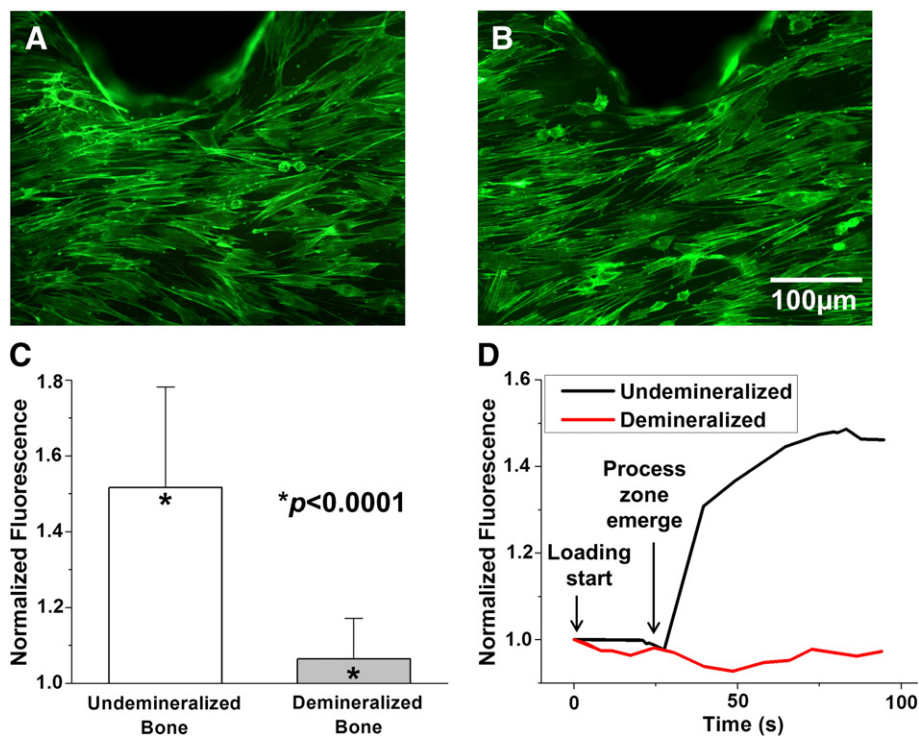 A
B
100μm
C
1.8
1.6
1.4
1.2
1.0
Normalized Fluorescence
*
*
*p<0.0001
Undemineralized
Bone
Demineralized
Bone
D
1.6
1.4
1.2
1.0
Normalized Fluorescence
Undemineralized
Demineralized
Process
zone
emerge
Loading
start
0
50
100
Time (s)